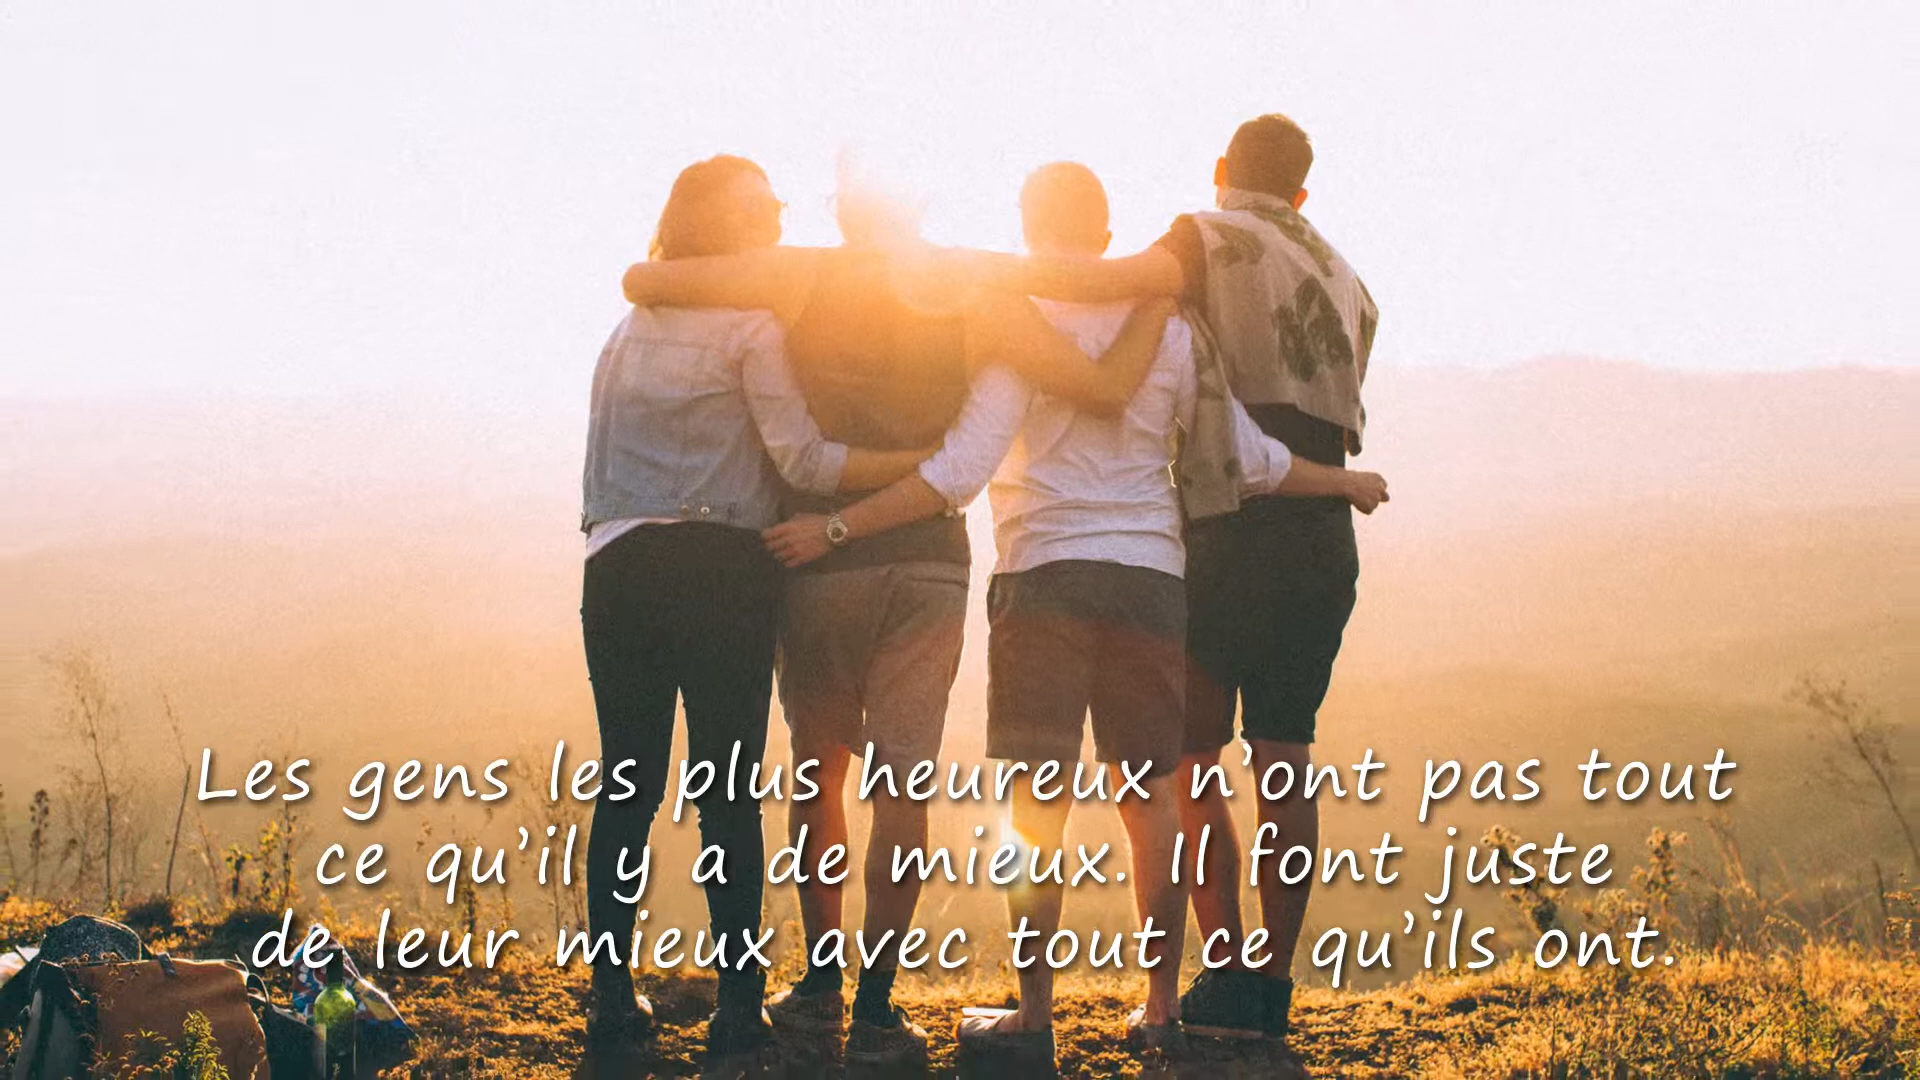 Les gens les plus heureux n’ont pas tout
ce qu’il y a de mieux. Il font juste
de leur mieux avec tout ce qu’ils ont.